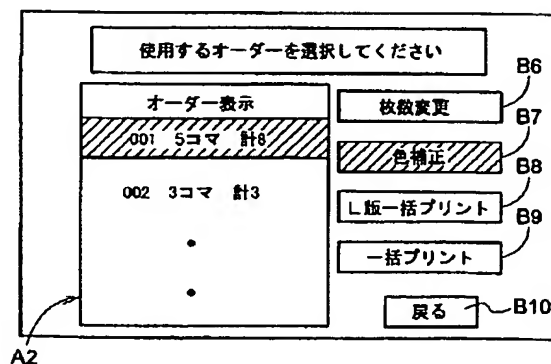 使用するオーダーを選択してください
オーダー表示
001 5コマ 計8
002 3コマ 計3
枚数変更
色補正
L版一括プリント
一括プリント
戻る
B6
B7
B8
B9
B10
A2